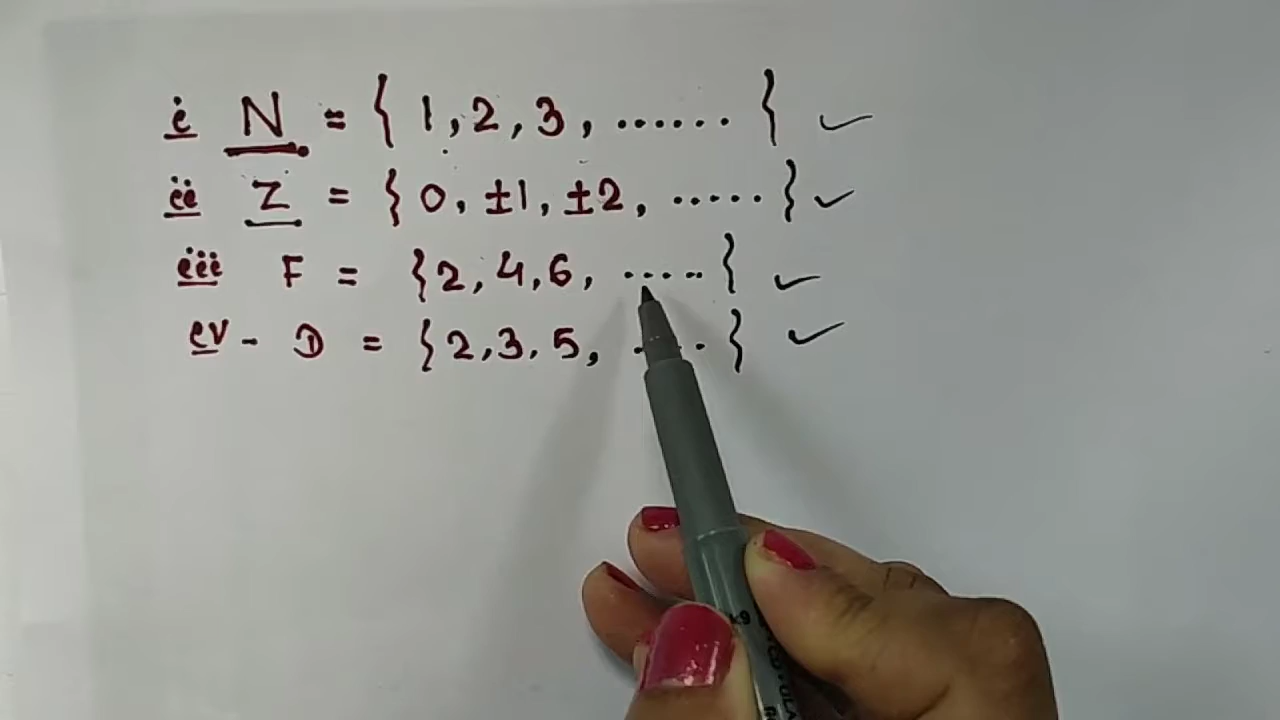 i N = { 1, 2, 3, ...... }
ii Z = { 0, ±1, ±2, ..... }
iii F = { 2, 4, 6, ..... }
iv - D = { 2, 3, 5, .... }